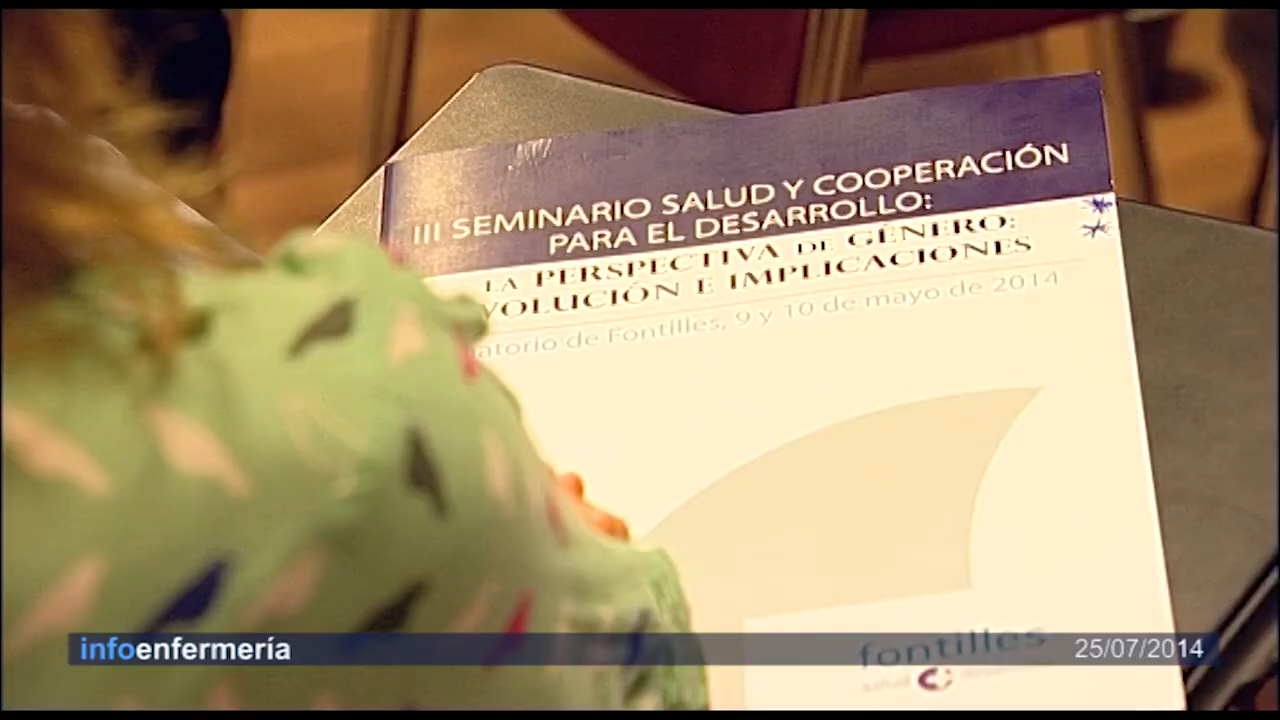 III SEMINARIO SALUD Y COOPERACIÓN
PARA EL DESARROLLO:
LA PERSPECTIVA DE GÉNERO:
VOLUCIÓN E IMPLICACIONES
atorio de Fontilles, 9 y 10 de mayo de 2014
fontilles
salud
infoenfermería
25/07/2014